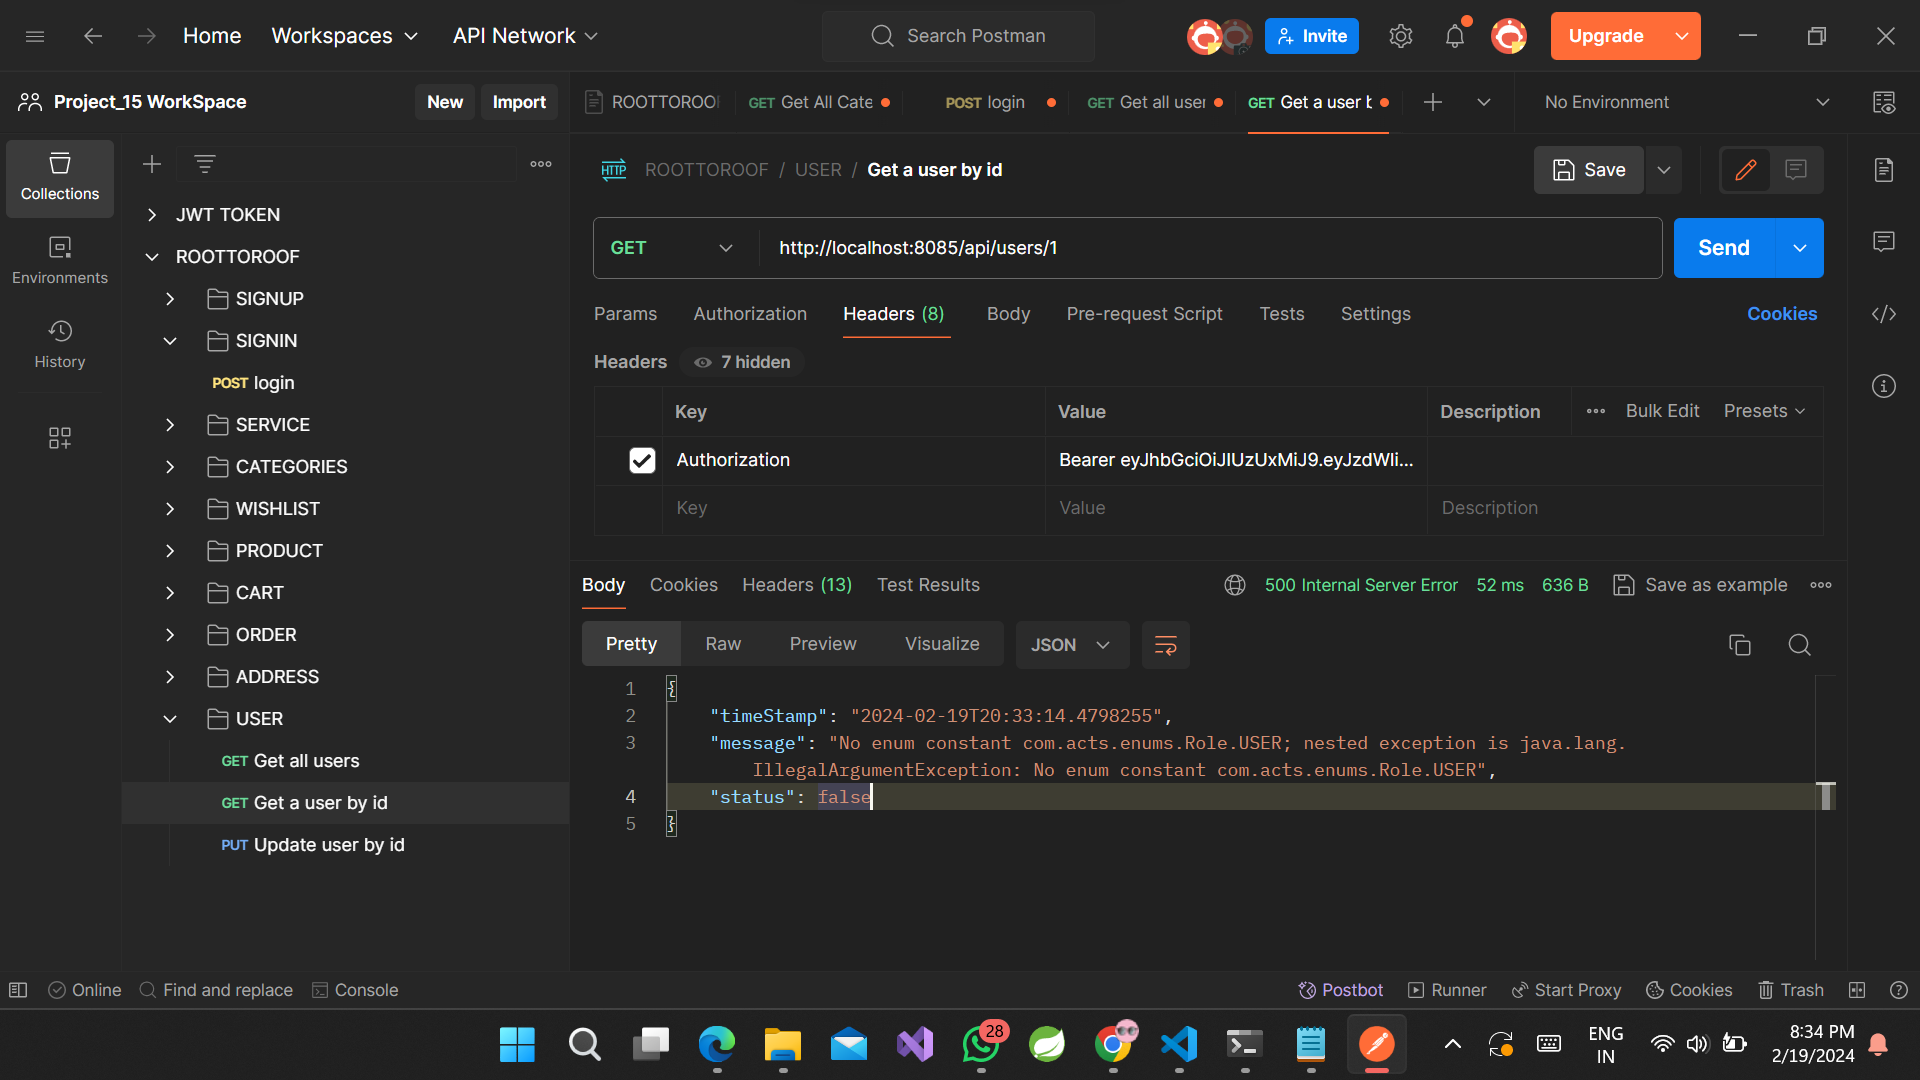 Home
Workspaces
API Network
Search Postman
Invite
Upgrade
Project_15 WorkSpace
New
Import
ROOTTOROOF
GET Get All Cate
POST login
GET Get all user
GET Get a user b
No Environment
Collections
Environments
History
JWT TOKEN
ROOTTOROOF
SIGNUP
SIGNIN
POST login
SERVICE
CATEGORIES
WISHLIST
PRODUCT
CART
ORDER
ADDRESS
USER
GET Get all users
GET Get a user by id
PUT Update user by id
HTTP ROOTTOROOF / USER / Get a user by id
Save
GET http://localhost:8085/api/users/1
Send
Params Authorization Headers (8) Body Pre-request Script Tests Settings Cookies
Headers 7 hidden
Key Value Description Bulk Edit Presets
Authorization Bearer eyJhbGciOiJIUzUxMiJ9.eyJzdWIi...
Key Value Description
Body Cookies Headers (13) Test Results 500 Internal Server Error 52 ms 636 B Save as example
Pretty Raw Preview Visualize JSON
1 {
2 "timeStamp": "2024-02-19T20:33:14.4798255",
3 "message": "No enum constant com.acts.enums.Role.USER; nested exception is java.lang.
IllegalArgumentException: No enum constant com.acts.enums.Role.USER",
4 "status": false
5 }
Online Find and replace Console Postbot Runner Start Proxy Cookies Trash
28
ENG
IN
8:34 PM
2/19/2024